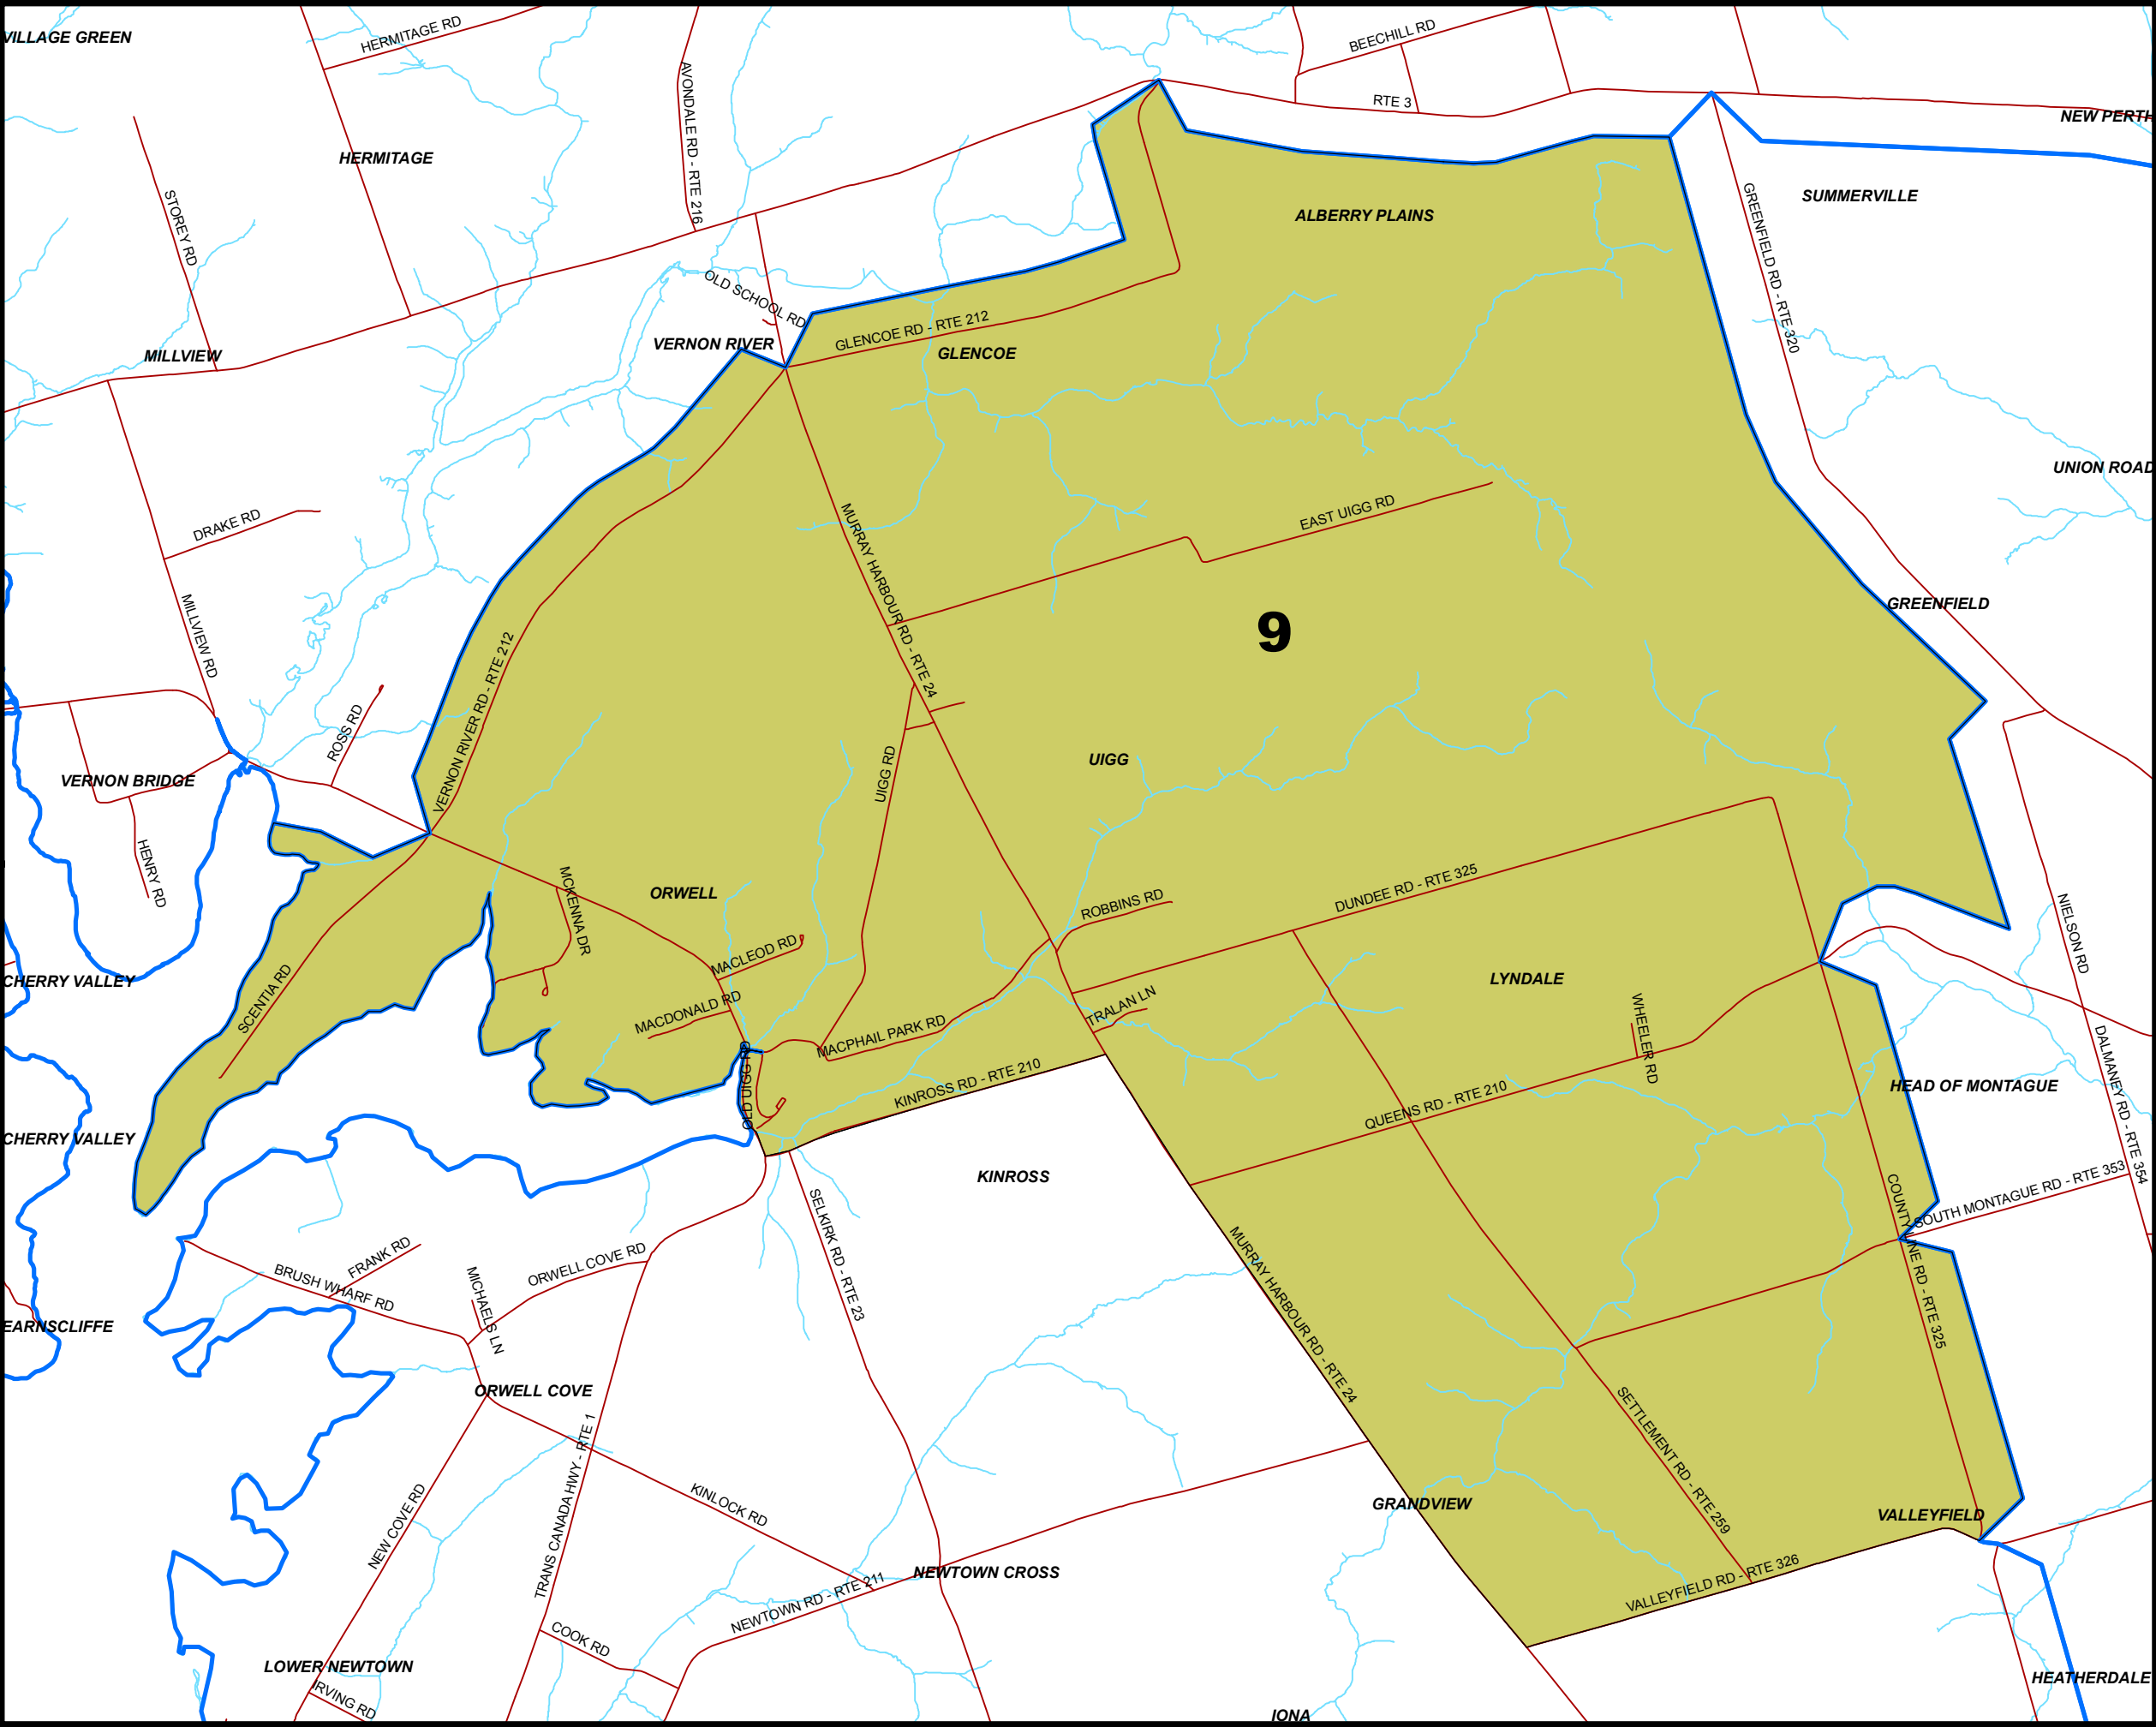 VILLAGE GREEN
HERMITAGE RD
BEECHILL RD
AVONDALE RD - RTE 216
RTE 3
NEW PERTH
HERMITAGE
STOREY RD
GREENFIELD RD - RTE 320
SUMMERVILLE
ALBERRY PLAINS
OLD SCHOOL RD
VERNON RIVER
GLENCOE RD - RTE 212
GLENCOE
MILLVIEW
UNION ROAD
DRAKE RD
MURRAY HARBOUR RD - RTE 24
EAST UIGG RD
MILLVIEW RD
GREENFIELD
9
VERNON RIVER RD - RTE 212
ROSS RD
VERNON BRIDGE
UIGG RD
UIGG
HENRY RD
MCKENNA DR
ORWELL
ROBBINS RD
DUNDEE RD - RTE 325
NIELSON RD
MACLEOD RD
CHERRY VALLEY
SCENTIA RD
MACDONALD RD
LYNDALE
TRALAN LN
WHEELER RD
MACPHAIL PARK RD
OLD UIGG RD
KINROSS RD - RTE 210
QUEENS RD - RTE 210
HEAD OF MONTAGUE
DALMANEY RD - RTE 354
CHERRY VALLEY
KINROSS
COUNTY LINE RD - RTE 325
SOUTH MONTAGUE RD - RTE 353
SELKIRK RD - RTE 23
MURRAY HARBOUR RD - RTE 24
FRANK RD
ORWELL COVE RD
BRUSH WHARF RD
MICHAELS LN
EARNSCLIFFE
ORWELL COVE
SETTLEMENT RD - RTE 259
TRANS CANADA HWY - RTE 1
NEW COVE RD
KINLOCK RD
GRANDVIEW
VALLEYFIELD
NEWTOWN CROSS
NEWTOWN RD - RTE 211
VALLEYFIELD RD - RTE 326
COOK RD
LOWER NEWTOWN
IRVING RD
HEATHERDALE
IONA